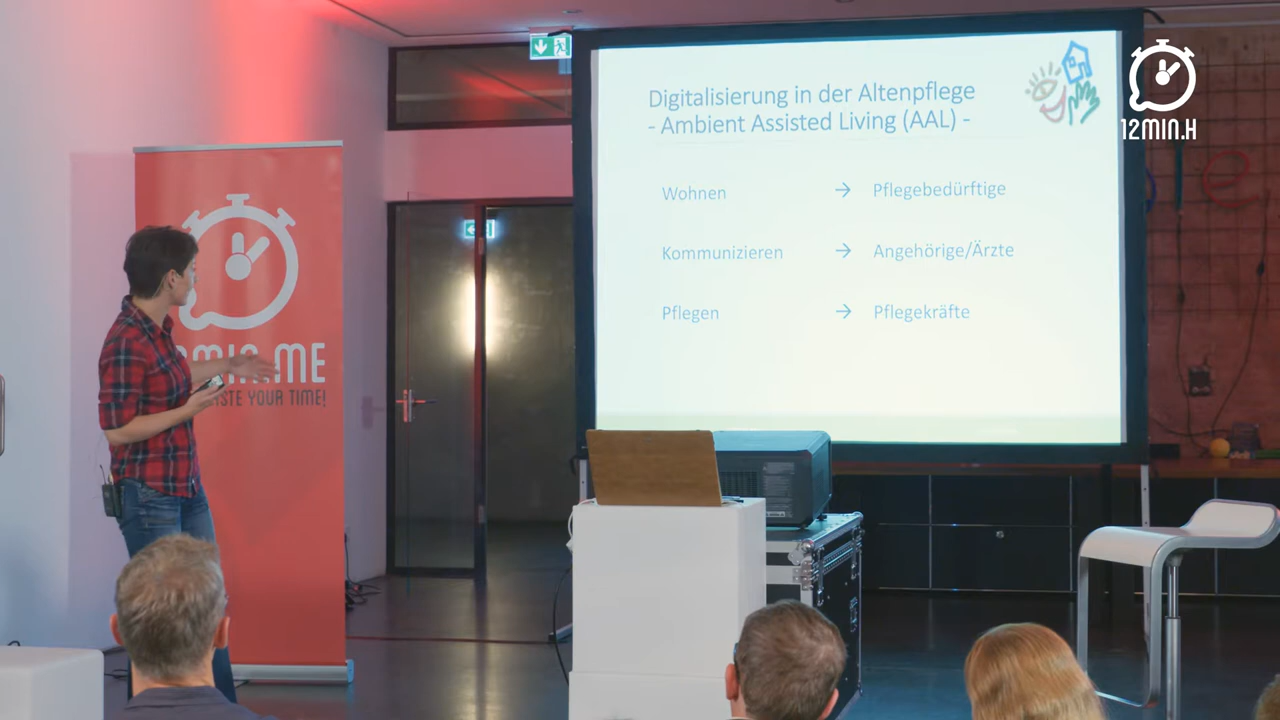 Digitalisierung in der Altenpflege
- Ambient Assisted Living (AAL) -
Wohnen → Pflegebedürftige
Kommunizieren → Angehörige/Ärzte
Pflegen → Pflegekräfte
12MIN.H
MIN.ME
YOUR TIME!